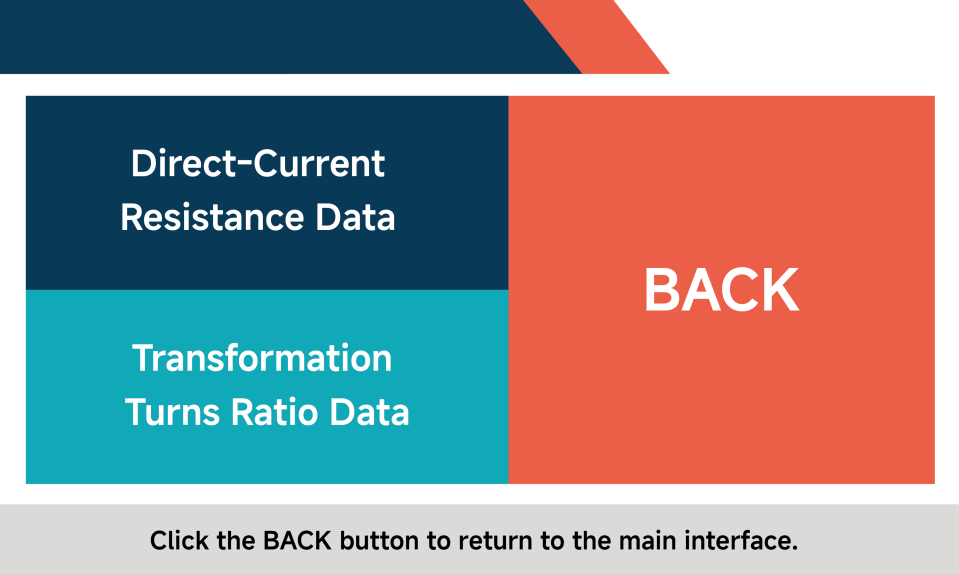 Direct-Current
Resistance Data
Transformation
Turns Ratio Data
BACK
Click the BACK button to return to the main interface.